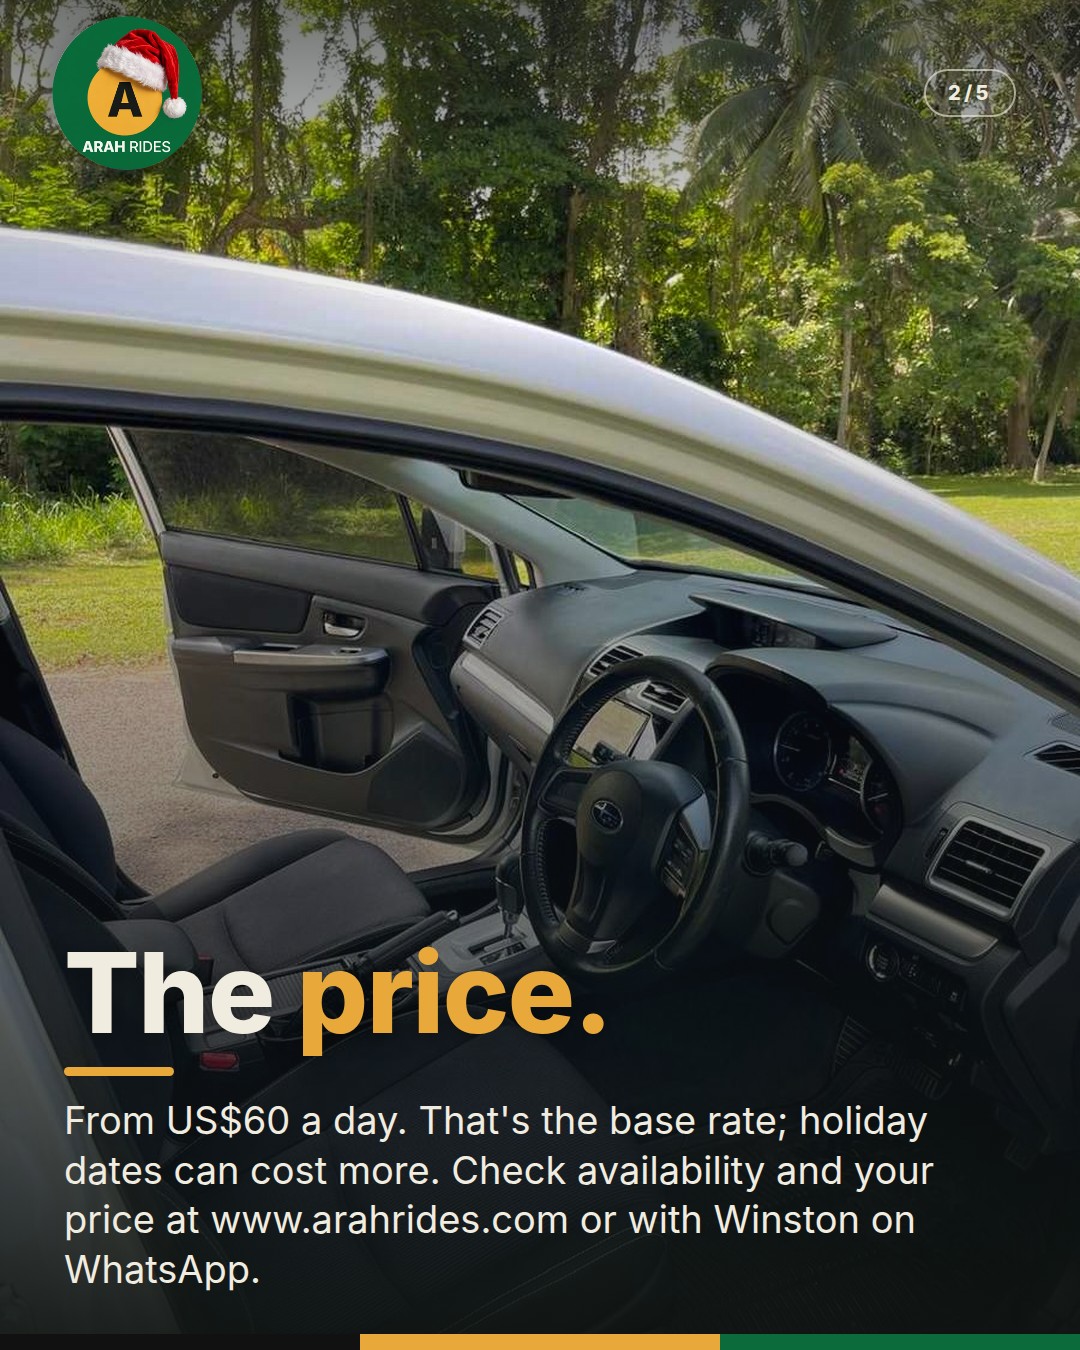 A
ARAH RIDES
2/5
The price.
From US$60 a day. That's the base rate; holiday
dates can cost more. Check availability and your
price at www.arahrides.com or with Winston on
WhatsApp.